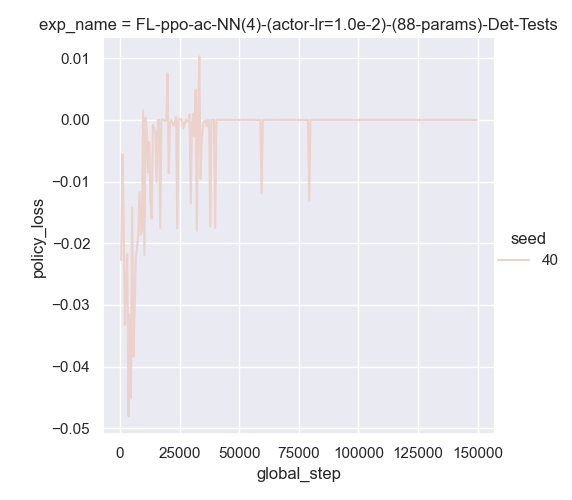 exp_name = FL-ppo-ac-NN(4)-(actor-lr=1.0e-2)-(88-params)-Det-Tests
0.01
0.00
−0.01
−0.02
−0.03
−0.04
−0.05
policy_loss
0 25000 50000 75000 100000 125000 150000
global_step
seed
40